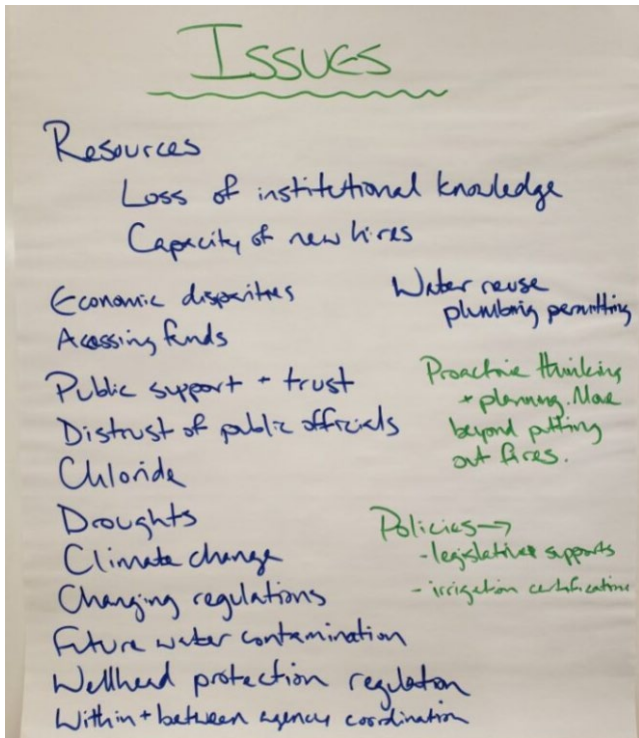 Issues
Resources
Loss of institutional knowledge
Capacity of new hires
Economic disparities
Accessing funds
Public support + trust
Distrust of public officials
Chloride
Droughts
Climate change
Changing regulations
Future water contamination
Wellhead protection regulation
Within + between agency coordination
Water reuse
plumbing permitting
Proactive thinking
+ planning. Move
beyond putting
out fires.
Policies →
- legislative supports
- irrigation certification